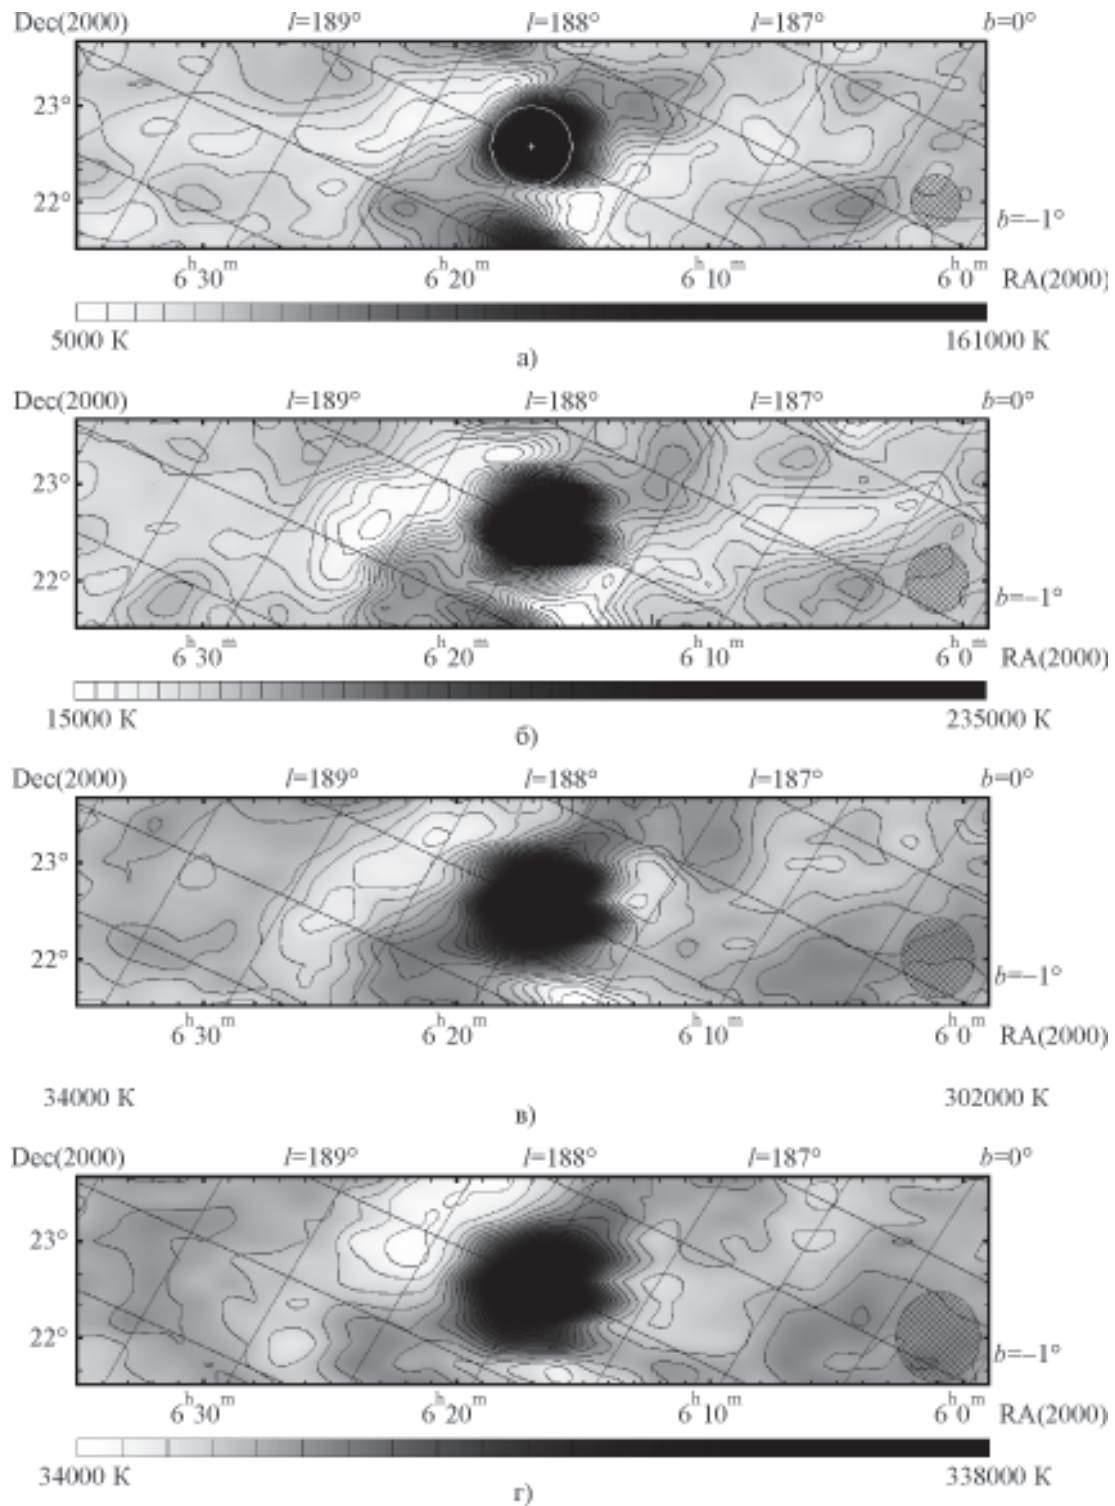 Dec(2000) l=189° l=188° l=187° b=0°
23°
22°
b=–1°
6ʰ30ᵐ 6ʰ20ᵐ 6ʰ10ᵐ 6ʰ0ᵐ RA(2000)
5000 К 161000 К
а)
Dec(2000) l=189° l=188° l=187° b=0°
23°
22°
b=–1°
6ʰ30ᵐ 6ʰ20ᵐ 6ʰ10ᵐ 6ʰ0ᵐ RA(2000)
15000 К 235000 К
б)
Dec(2000) l=189° l=188° l=187° b=0°
23°
22°
b=–1°
6ʰ30ᵐ 6ʰ20ᵐ 6ʰ10ᵐ 6ʰ0ᵐ RA(2000)
34000 К 302000 К
в)
Dec(2000) l=189° l=188° l=187° b=0°
23°
22°
b=–1°
6ʰ30ᵐ 6ʰ20ᵐ 6ʰ10ᵐ 6ʰ0ᵐ RA(2000)
34000 К 338000 К
г)